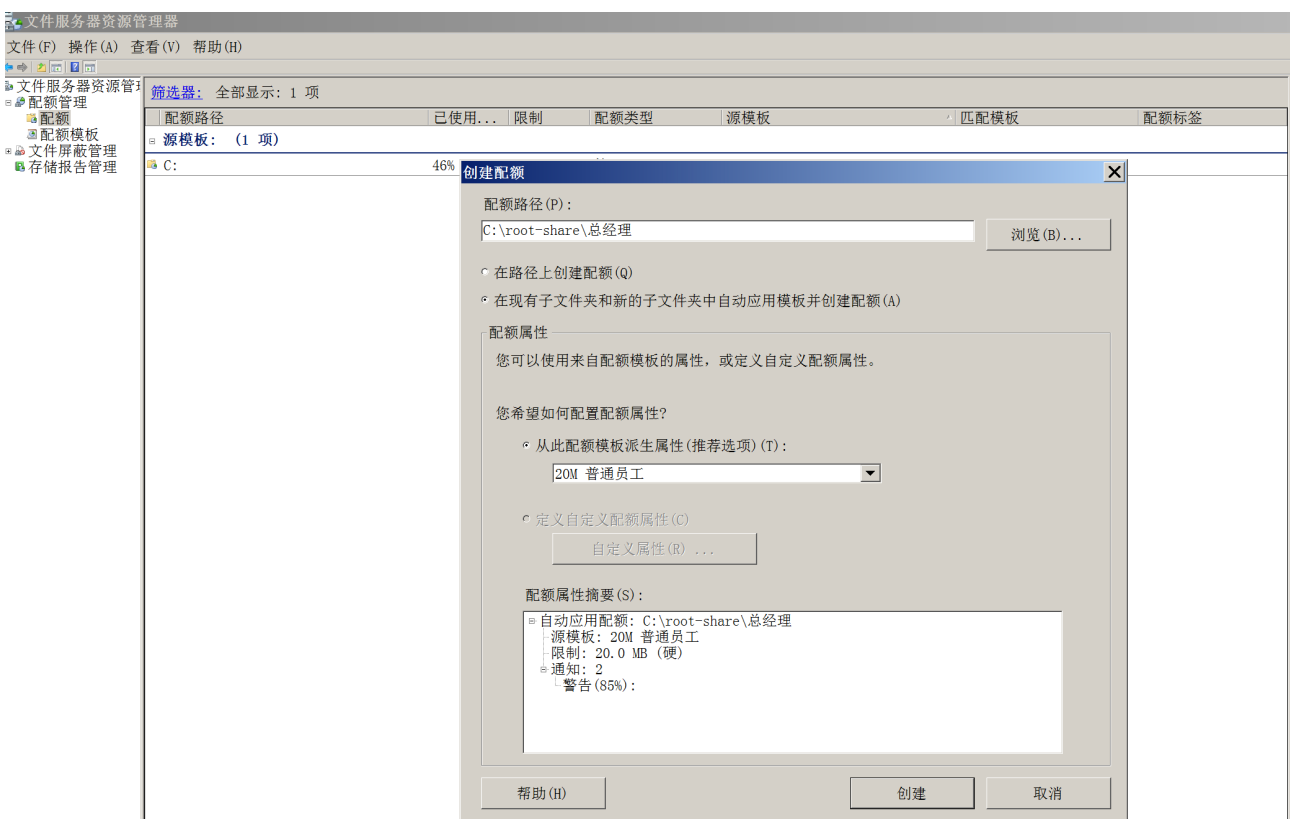 文件服务器资源管理器
文件(F) 操作(A) 查看(V) 帮助(H)
文件服务器资源管理
配额管理
配额
配额模板
文件屏蔽管理
存储报告管理
筛选器: 全部显示: 1 项
配额路径 已使用... 限制 配额类型 源模板 匹配模板 配额标签
源模板: (1 项)
C: 46%
创建配额
配额路径(P):
C:\root-share\总经理
浏览(B)...
在路径上创建配额(Q)
在现有子文件夹和新的子文件夹中自动应用模板并创建配额(A)
配额属性
您可以使用来自配额模板的属性，或定义自定义配额属性。
您希望如何配置配额属性?
从此配额模板派生属性(推荐选项)(T):
20M 普通员工
定义自定义配额属性(C)
自定义属性(R) ...
配额属性摘要(S):
自动应用配额: C:\root-share\总经理
源模板: 20M 普通员工
限制: 20.0 MB (硬)
通知: 2
警告(85%):
帮助(H) 创建 取消